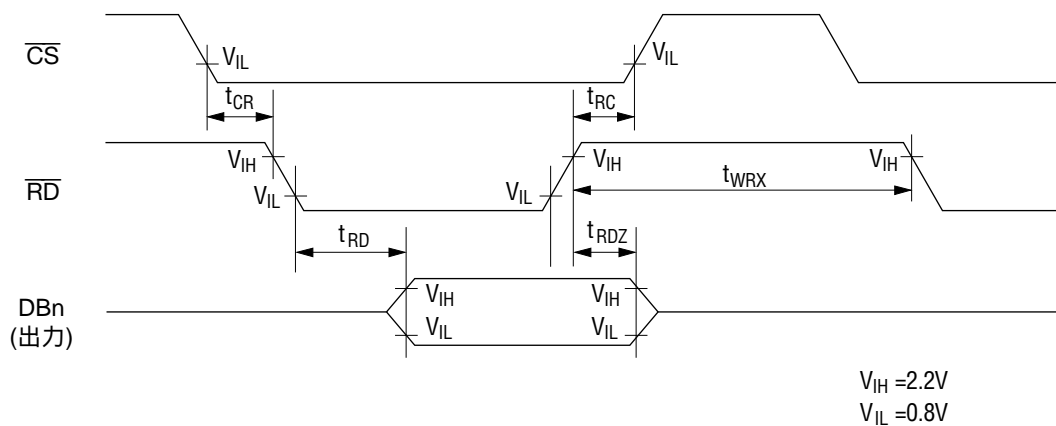 CS
VIL
VIL
tCR
tRC
RD
VIH
VIL
VIL
VIH
VIH
tWRX
tRD
tRDZ
DBn
(出力)
VIH
VIL
VIH
VIL
VIH =2.2V
VIL =0.8V